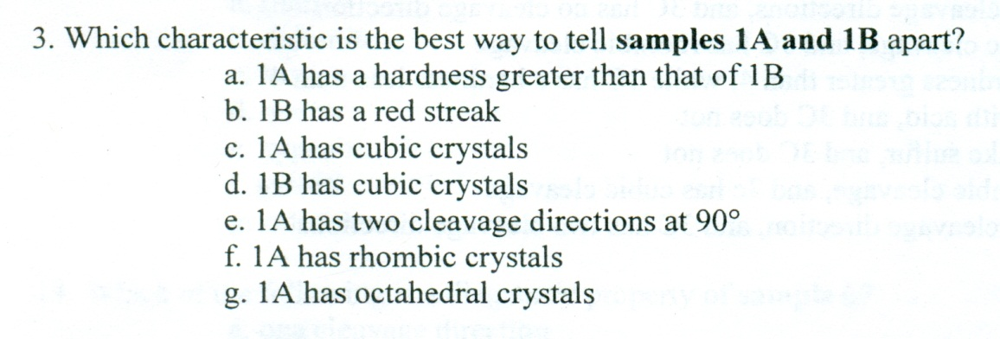 3. Which characteristic is the best way to tell samples 1A and 1B apart?
a. 1A has a hardness greater than that of 1B
b. 1B has a red streak
c. 1A has cubic crystals
d. 1B has cubic crystals
e. 1A has two cleavage directions at 90°
f. 1A has rhombic crystals
g. 1A has octahedral crystals